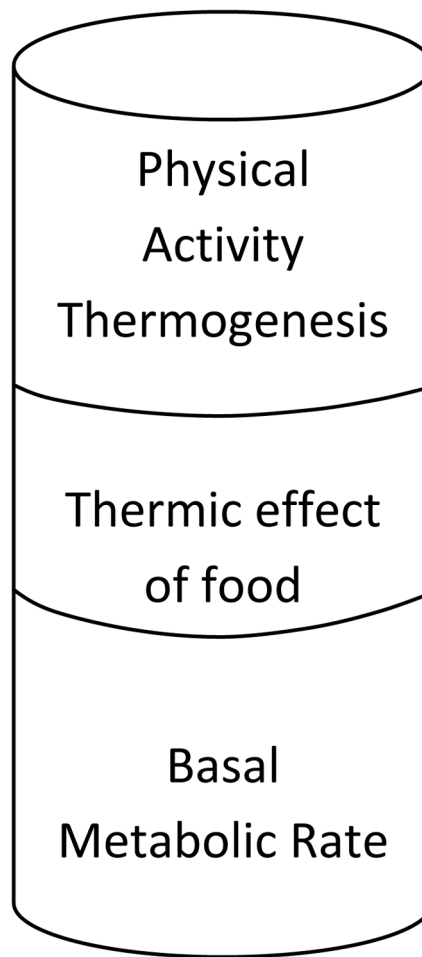 Physical
Activity
Thermogenesis
Thermic effect
of food
Basal
Metabolic Rate